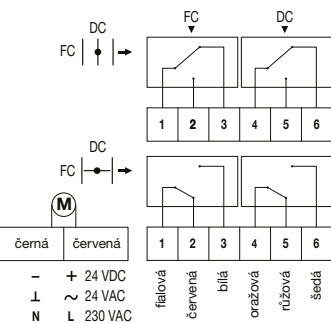 FC DC
DC
FC
1 2 3 4 5 6
DC
FC
M
černá červená
1 2 3 4 5 6
− + 24 VDC
⊥ ~ 24 VAC
N L 230 VAC
fialová
červená
bílá
oražová
růžová
šedá